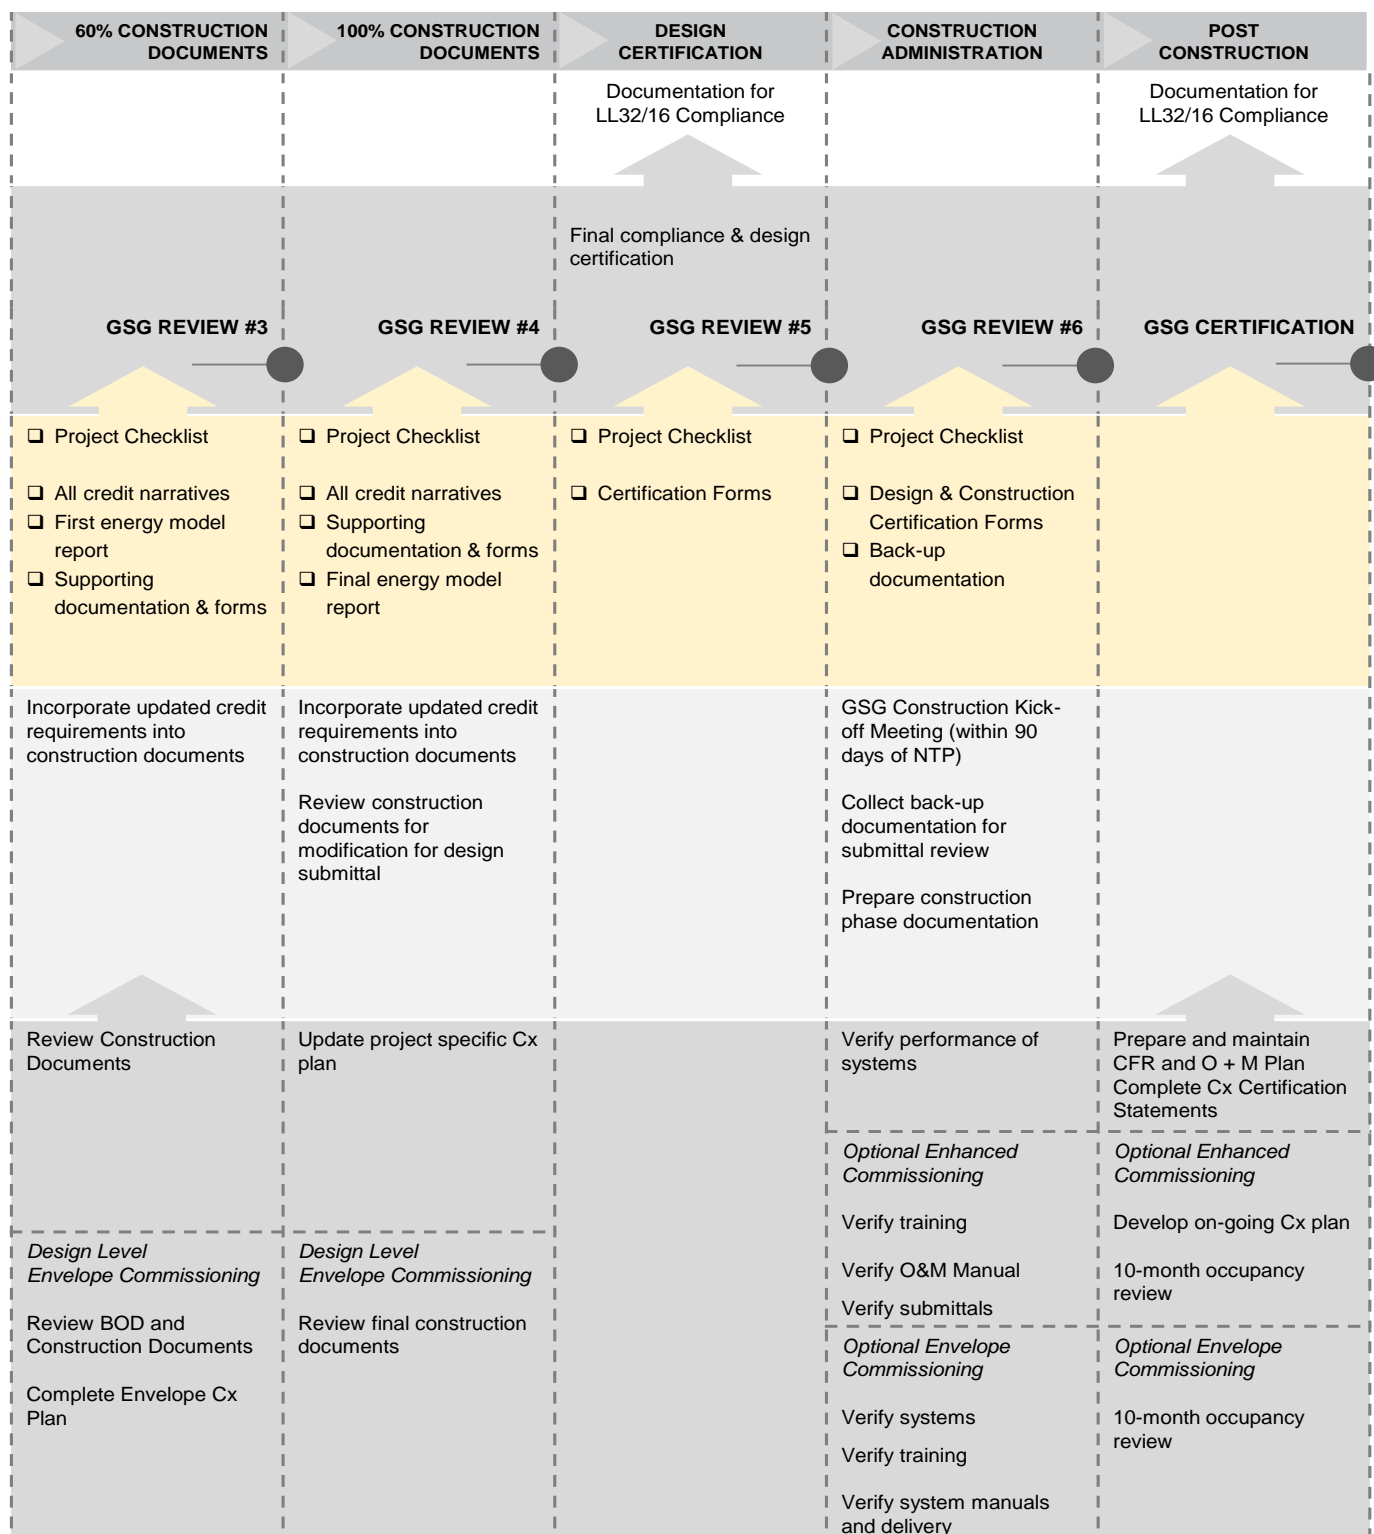 60% CONSTRUCTION
DOCUMENTS
100% CONSTRUCTION
DOCUMENTS
DESIGN
CERTIFICATION
CONSTRUCTION
ADMINISTRATION
POST
CONSTRUCTION
Documentation for
LL32/16 Compliance
Documentation for
LL32/16 Compliance
Final compliance & design
certification
GSG REVIEW #3
GSG REVIEW #4
GSG REVIEW #5
GSG REVIEW #6
GSG CERTIFICATION
❑ Project Checklist
❑ All credit narratives
❑ First energy model
report
❑ Supporting
documentation & forms
❑ Project Checklist
❑ All credit narratives
❑ Supporting
documentation & forms
❑ Final energy model
report
❑ Project Checklist
❑ Certification Forms
❑ Project Checklist
❑ Design & Construction
Certification Forms
❑ Back-up
documentation
Incorporate updated credit
requirements into
construction documents
Incorporate updated credit
requirements into
construction documents
Review construction
documents for
modification for design
submittal
GSG Construction Kick-
off Meeting (within 90
days of NTP)
Collect back-up
documentation for
submittal review
Prepare construction
phase documentation
Review Construction
Documents
Design Level
Envelope Commissioning
Review BOD and
Construction Documents
Complete Envelope Cx
Plan
Update project specific Cx
plan
Design Level
Envelope Commissioning
Review final construction
documents
Verify performance of
systems
Optional Enhanced
Commissioning
Verify training
Verify O&M Manual
Verify submittals
Optional Envelope
Commissioning
Verify systems
Verify training
Verify system manuals
and delivery
Prepare and maintain
CFR and O + M Plan
Complete Cx Certification
Statements
Optional Enhanced
Commissioning
Develop on-going Cx plan
10-month occupancy
review
Optional Envelope
Commissioning
10-month occupancy
review